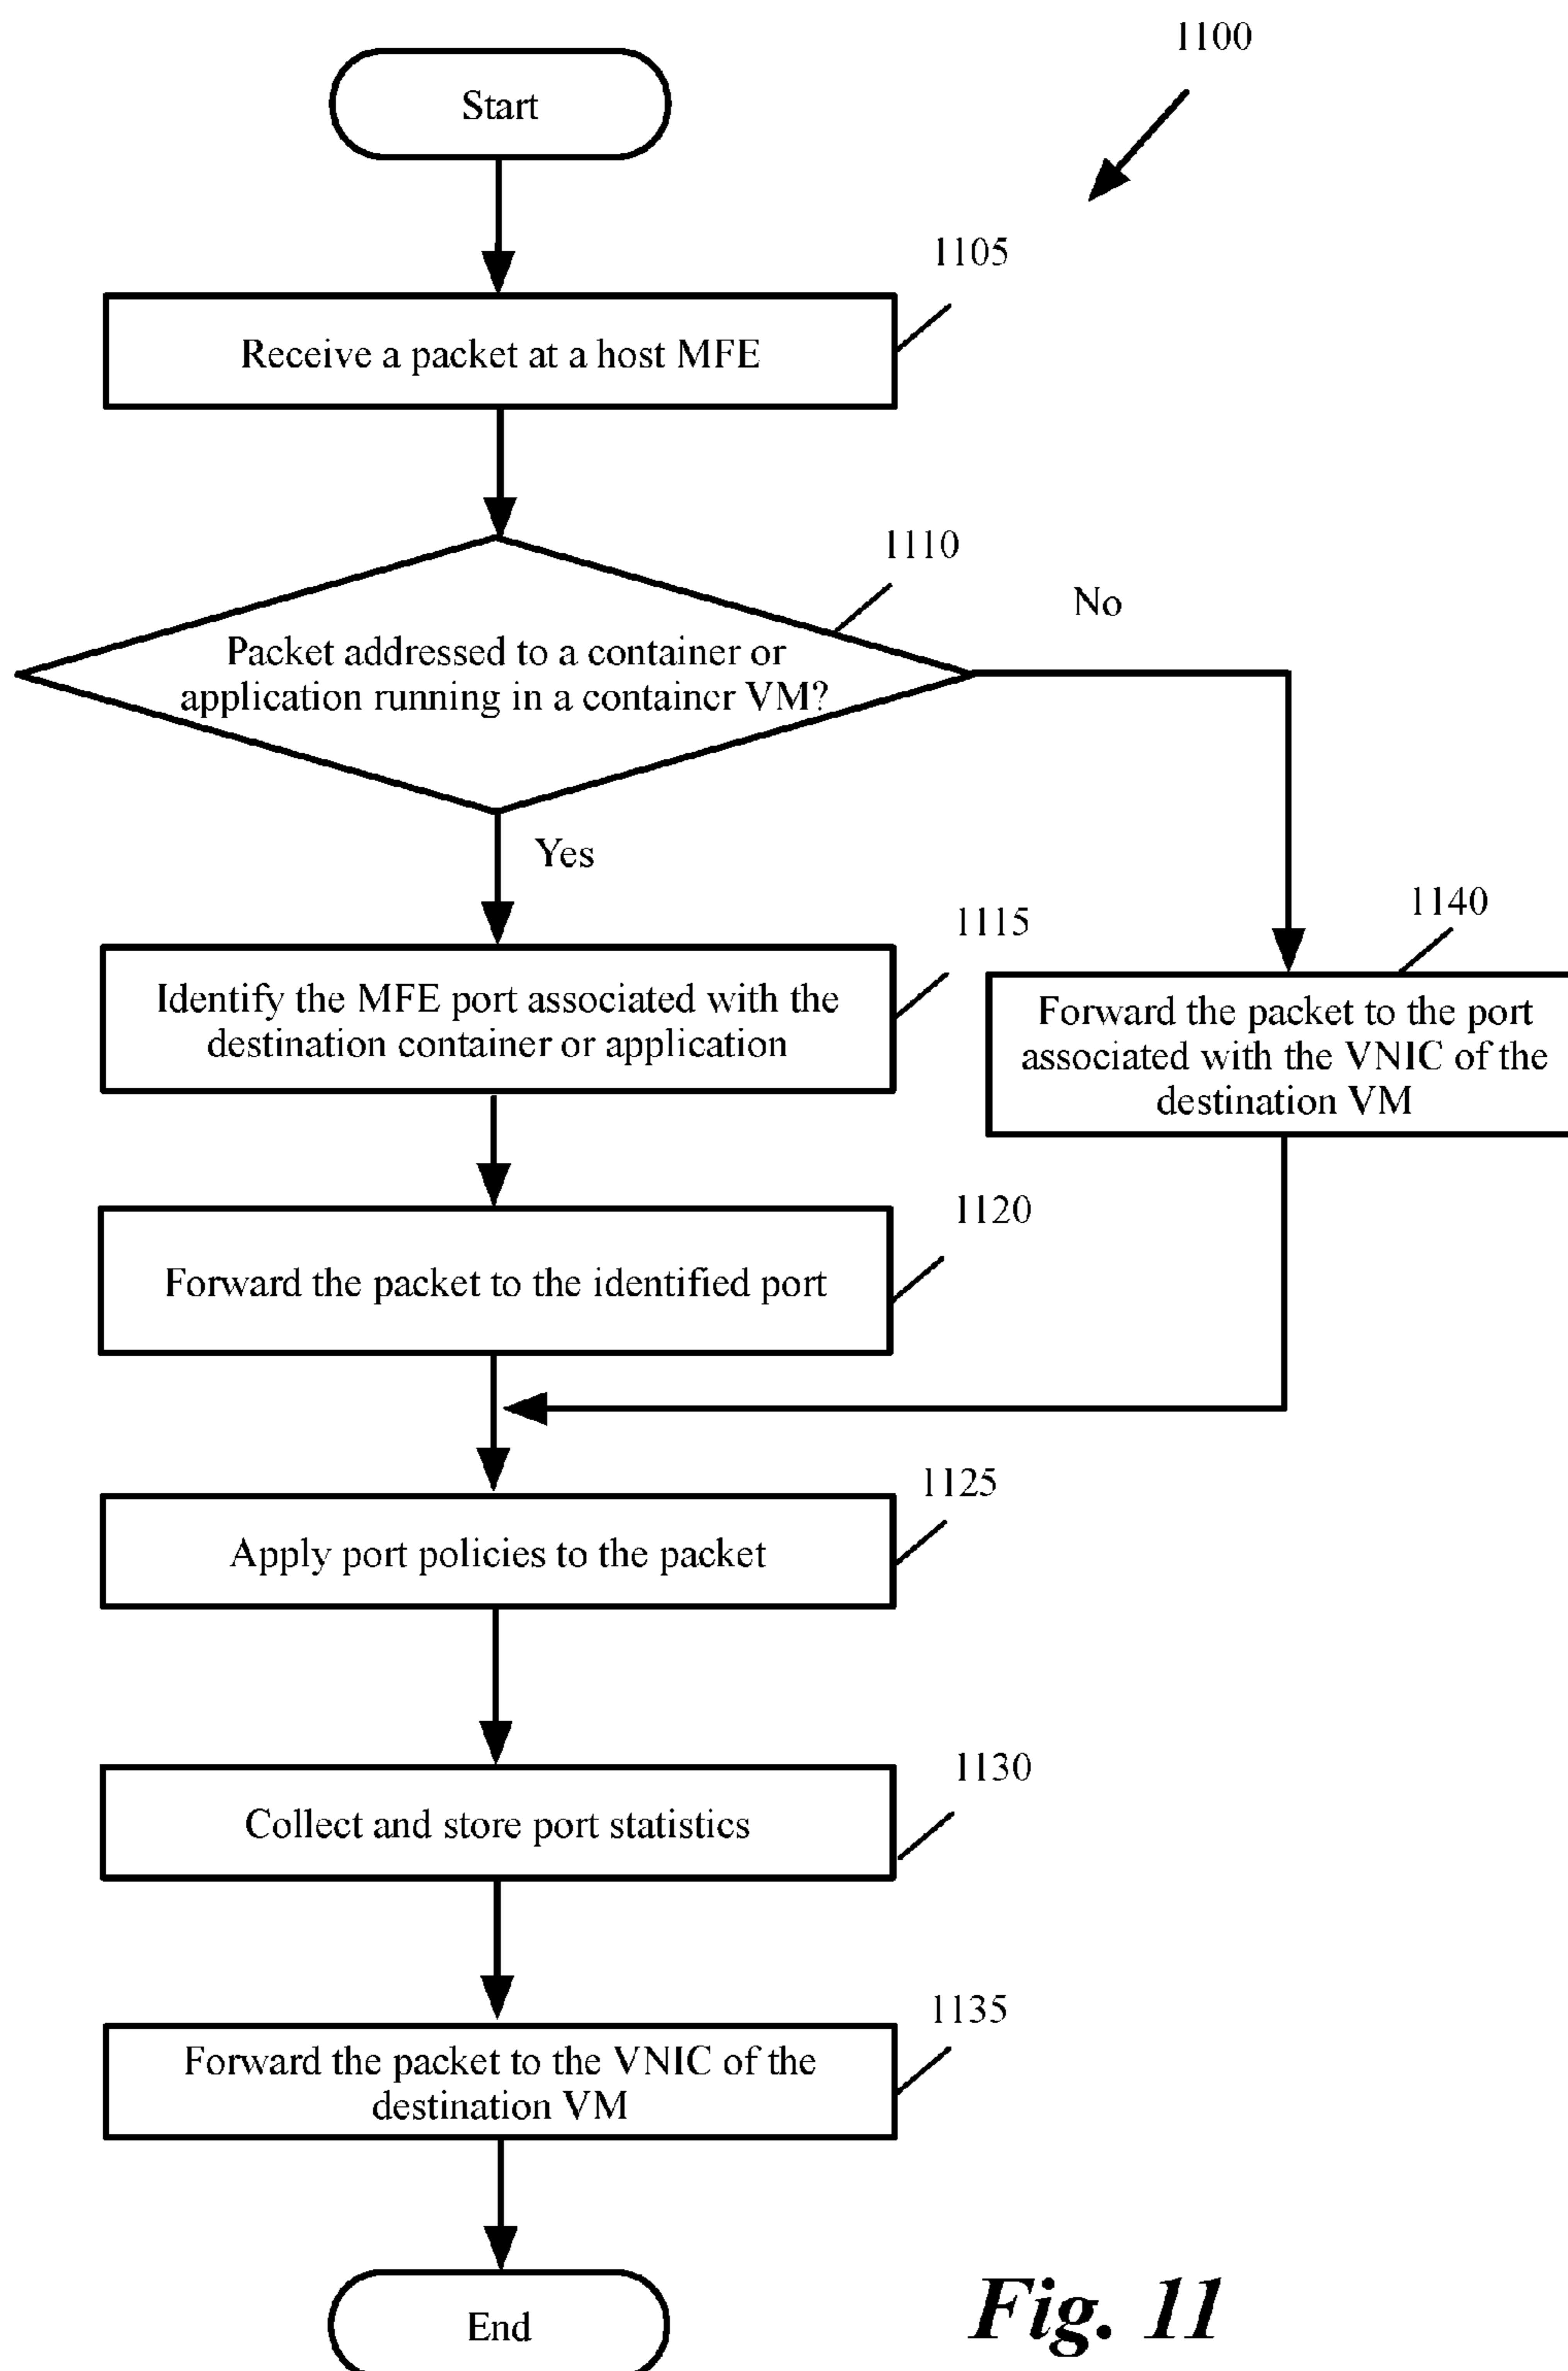 1100
Start
1105
Receive a packet at a host MFE
1110
No
Packet addressed to a container or
application running in a container VM?
Yes
1115
1140
Identify the MFE port associated with the
destination container or application
Forward the packet to the port
associated with the VNIC of the
destination VM
1120
Forward the packet to the identified port
1125
Apply port policies to the packet
1130
Collect and store port statistics
1135
Forward the packet to the VNIC of the
destination VM
End
Fig. 11